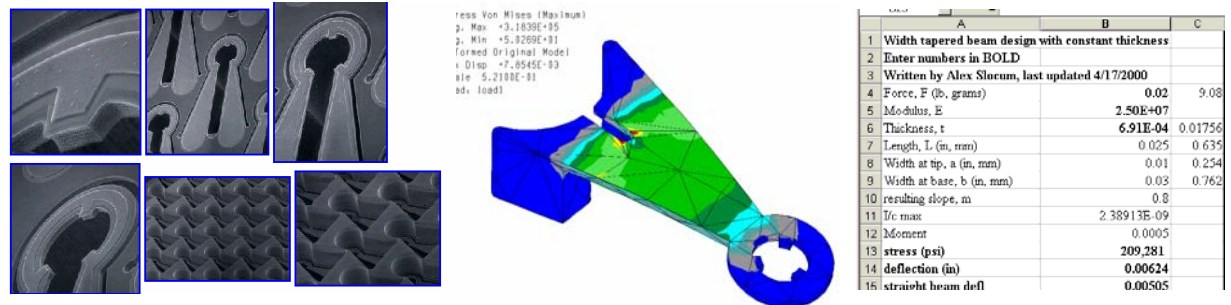 ress Von Mises (Maximum)
g. Max +3.1839E+05
g. Min +5.0269E+01
formed Original Model
Disp +7.8545E-03
ale 5.2100E-01
ad: load1
A B C
1 Width tapered beam design with constant thickness
2 Enter numbers in BOLD
3 Written by Alex Slocum, last updated 4/17/2000
4 Force, F (lb, grams) 0.02 9.08
5 Modulus, E 2.50E+07
6 Thickness, t 6.91E-04 0.01756
7 Length, L (in, mm) 0.025 0.635
8 Width at tip, a (in, mm) 0.01 0.254
9 Width at base, b (in, mm) 0.03 0.762
10 resulting slope, m 0.8
11 I/c max 2.38913E-09
12 Moment 0.0005
13 stress (psi) 209,281
14 deflection (in) 0.00624
15 straight beam defl 0.00505